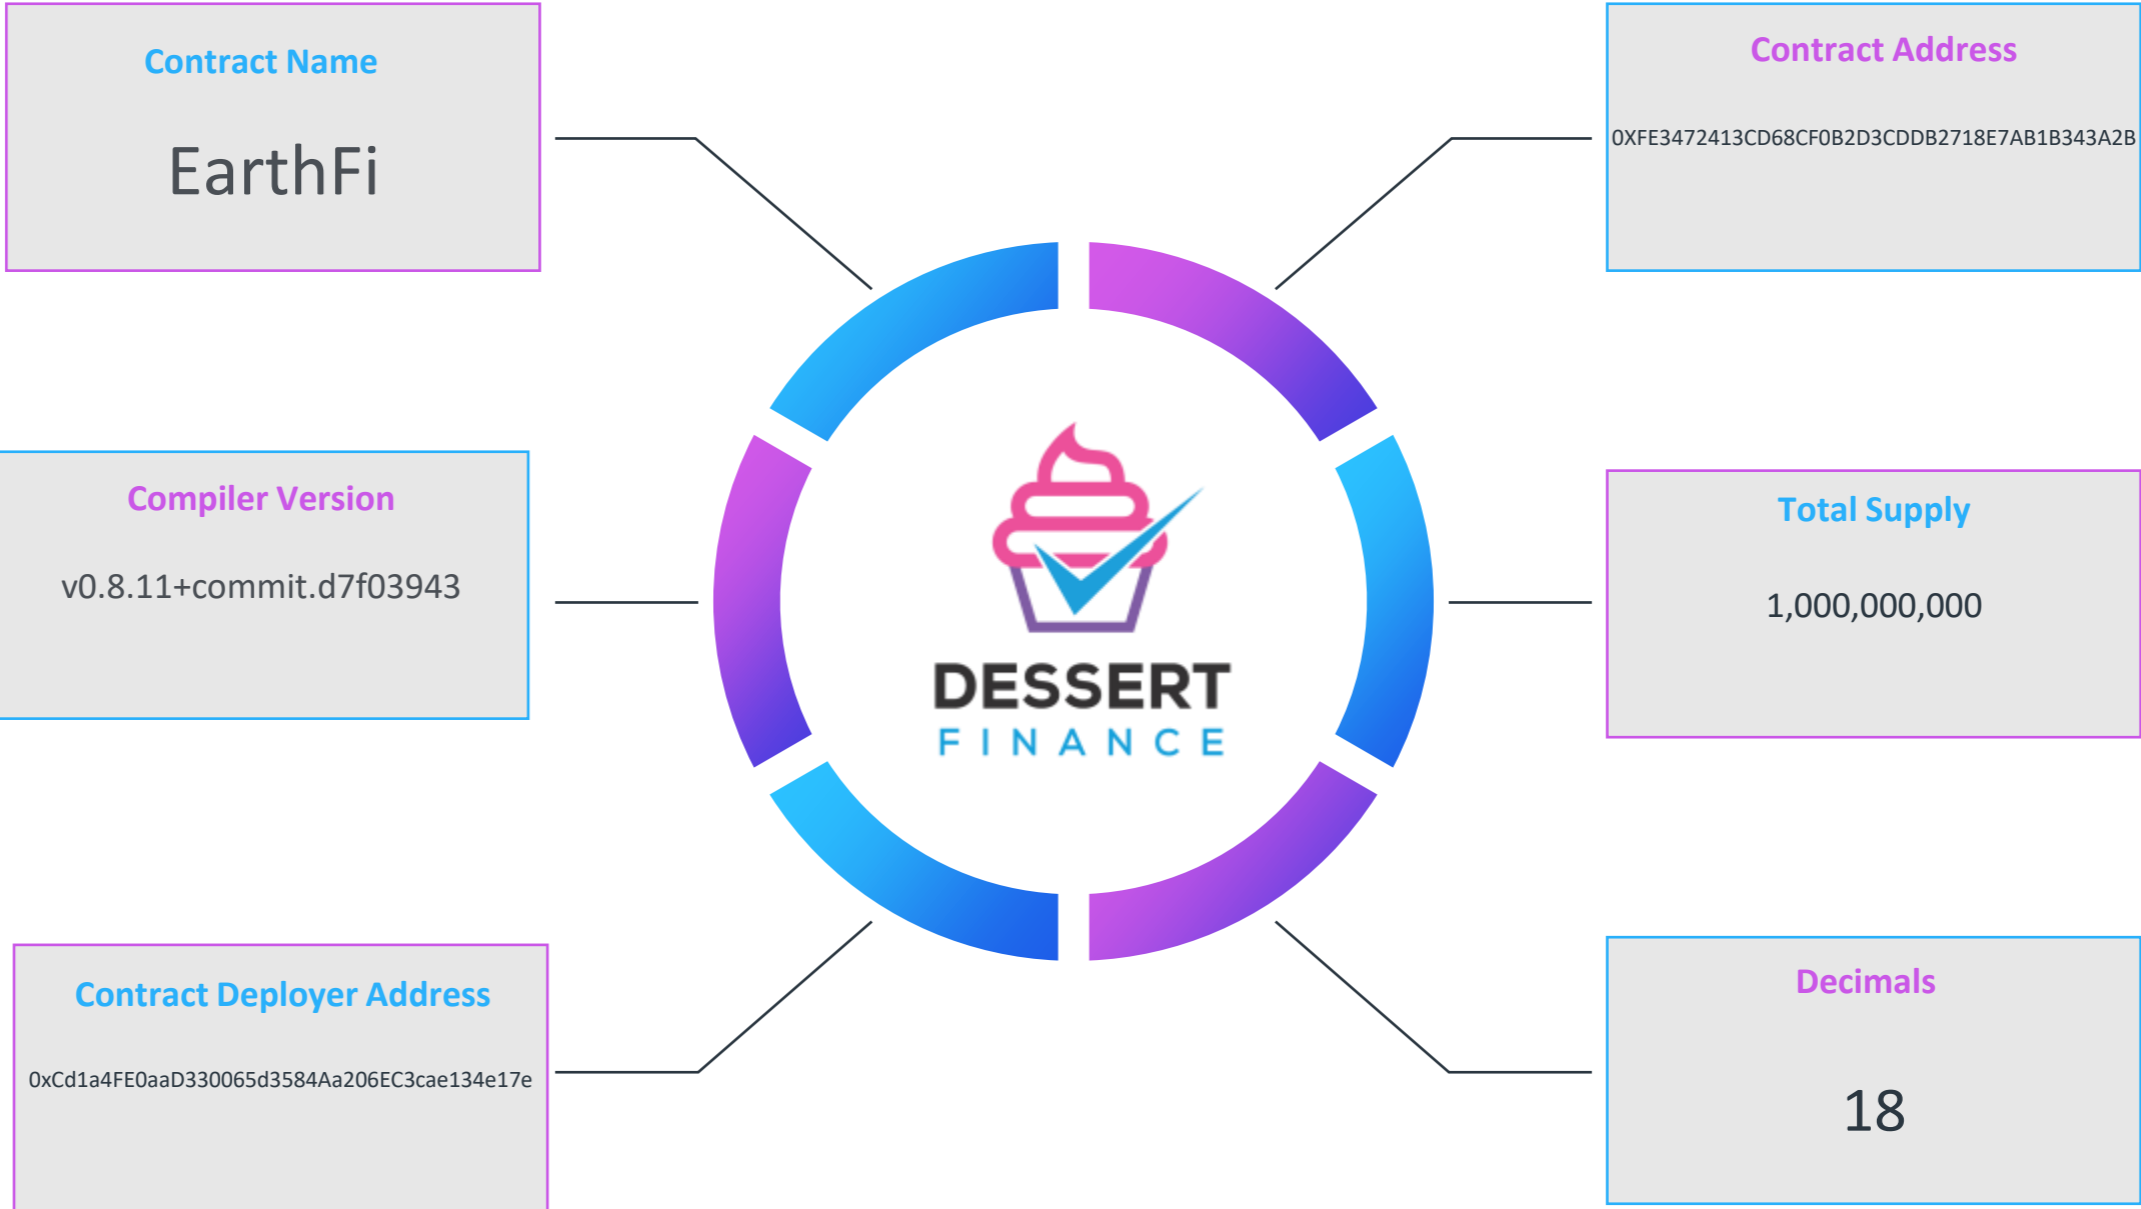 Contract Name
EarthFi
Contract Address
0XFE3472413CD68CF0B2D3CDDB2718E7AB1B343A2B
Compiler Version
v0.8.11+commit.d7f03943
DESSERT
FINANCE
Total Supply
1,000,000,000
Contract Deployer Address
0xCd1a4FE0aaD330065d3584Aa206EC3cae134e17e
Decimals
18